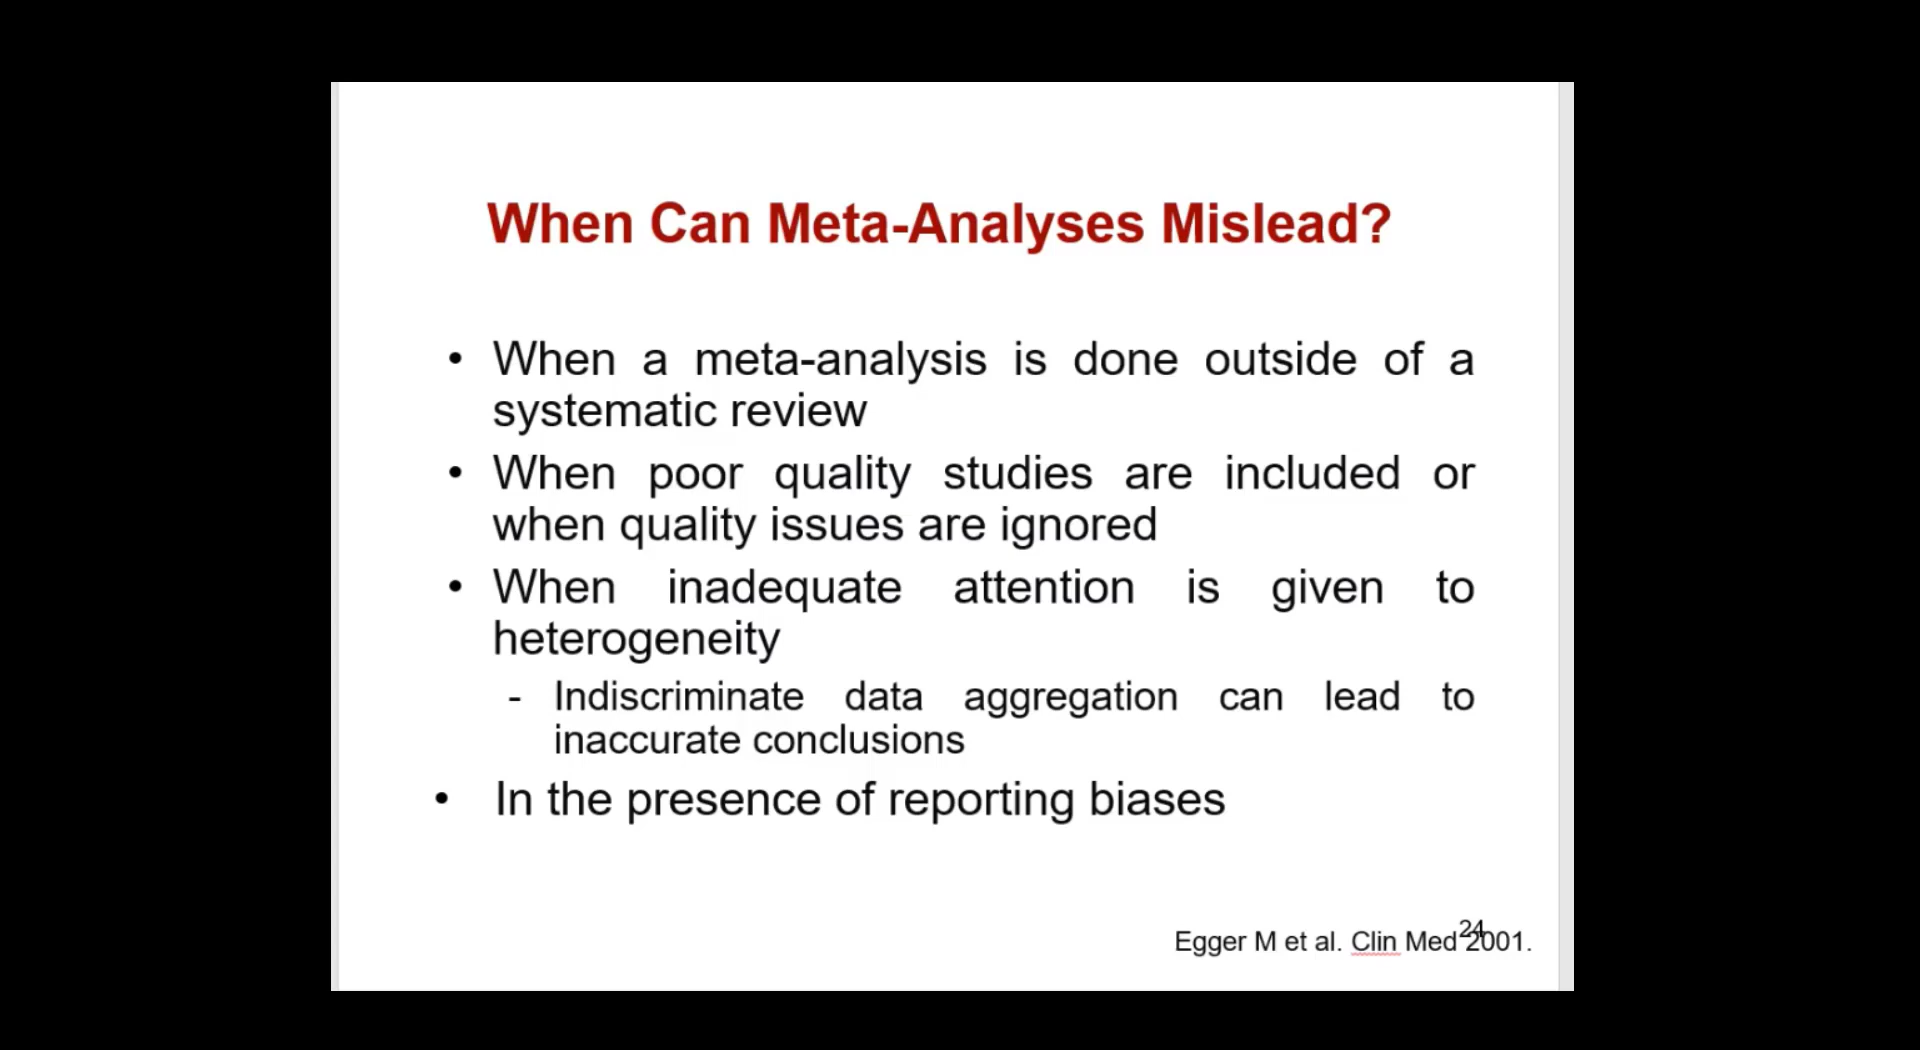 When Can Meta-Analyses Mislead?
• When a meta-analysis is done outside of a
systematic review
• When poor quality studies are included or
when quality issues are ignored
• When inadequate attention is given to
heterogeneity
- Indiscriminate data aggregation can lead to
inaccurate conclusions
• In the presence of reporting biases
24
Egger M et al. Clin Med 2001.